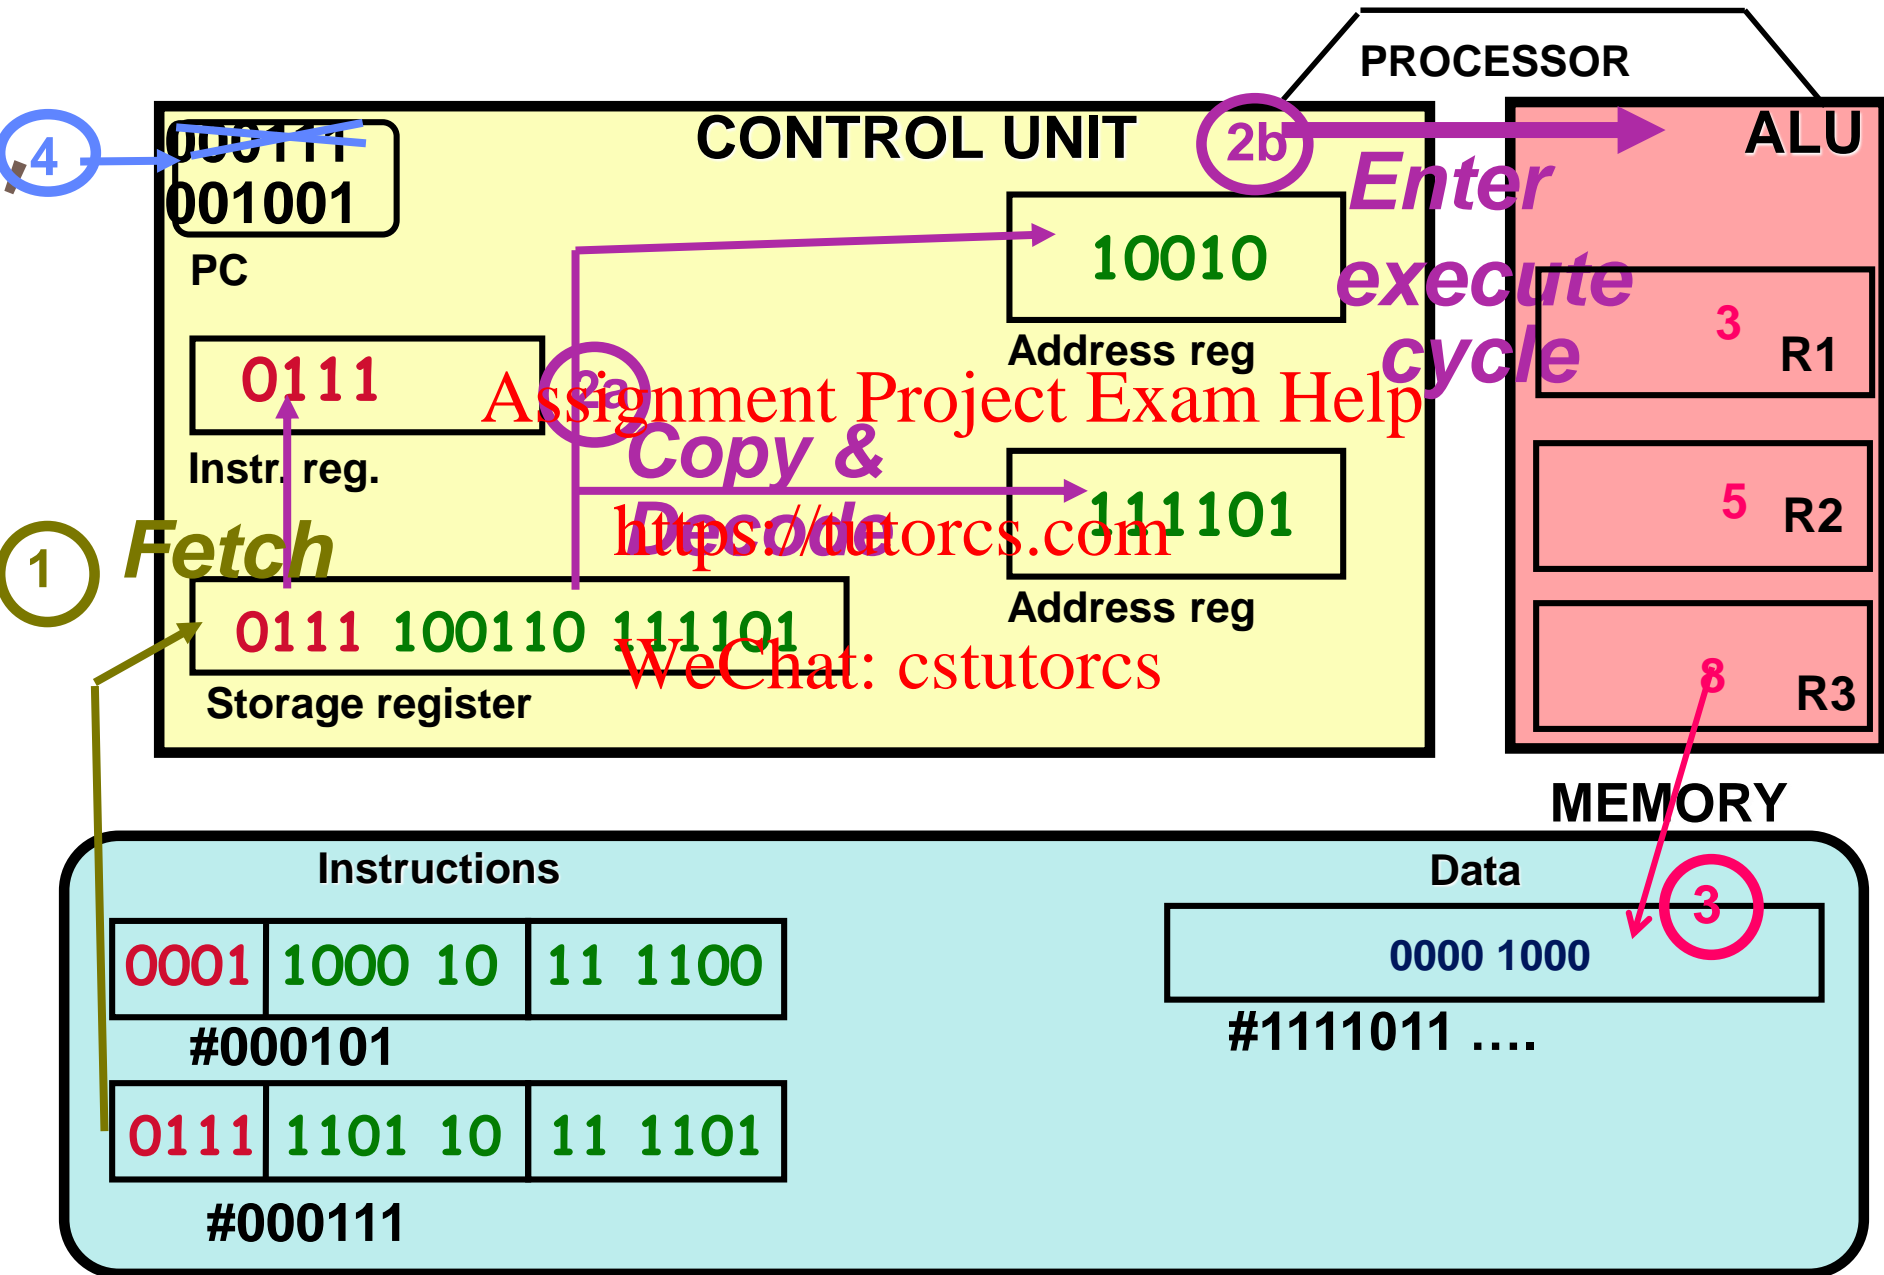 PROCESSOR
4
000111
001001
PC
CONTROL UNIT
2b
ALU
Enter
execute
cycle
10010
Address reg
3
R1
0111
Instr. reg.
2a
Copy &
Decode
Assignment Project Exam Help
111101
Address reg
https://tutorcs.com
5
R2
1
Fetch
0111 100110 111101
Storage register
WeChat: cstutorcs
8
R3
MEMORY
Instructions
Data
3
0001 1000 10 11 1100
#000101
0000 1000
#1111011 ....
0111 1101 10 11 1101
#000111